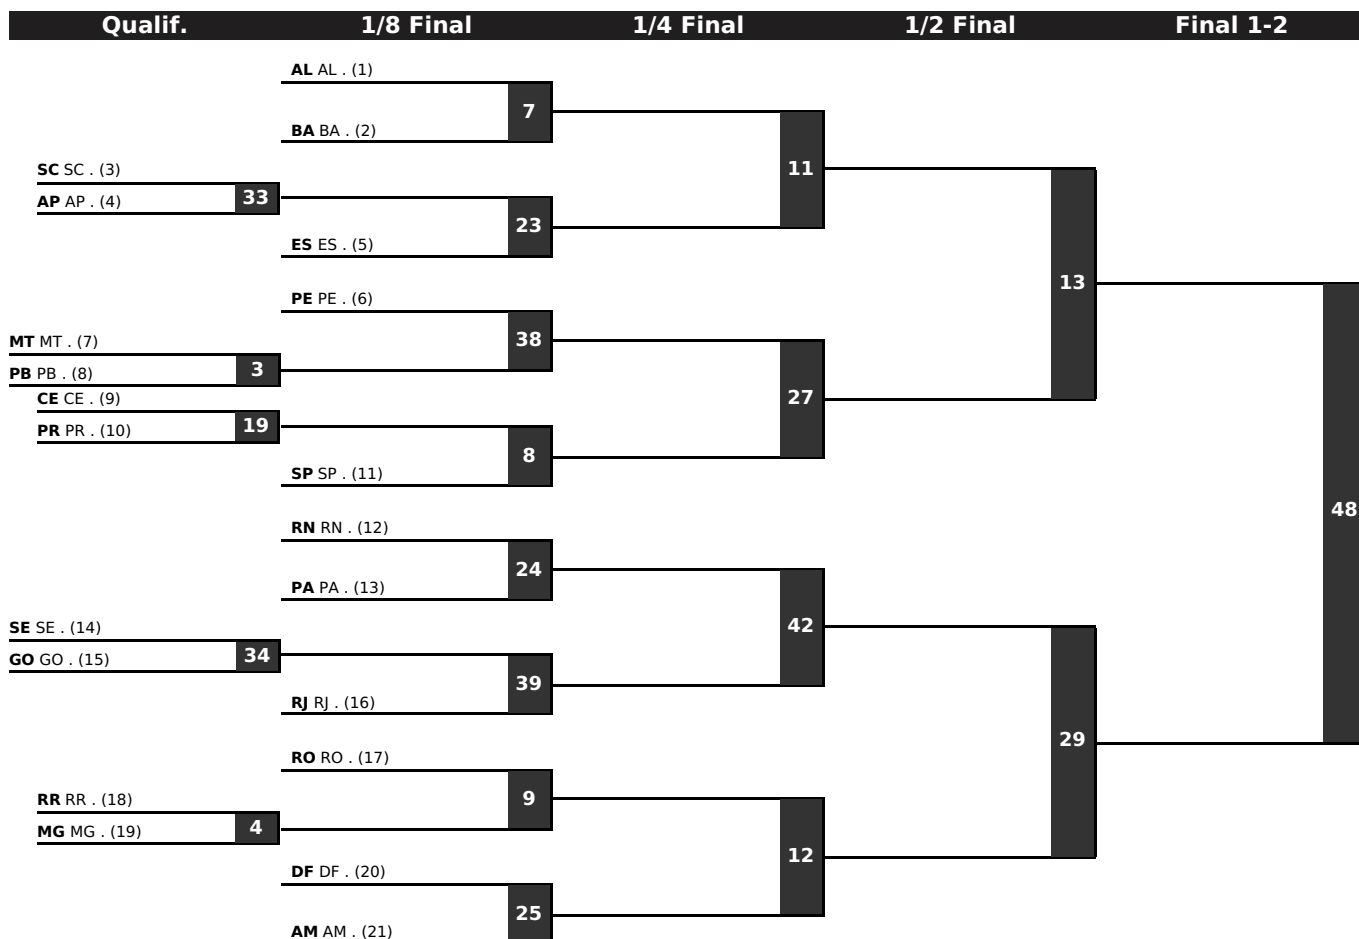 Qualif. 1/8 Final 1/4 Final 1/2 Final Final 1-2
AL AL . (1)
7
BA BA . (2)
11
SC SC . (3)
33
AP AP . (4)
23
ES ES . (5)
13
PE PE . (6)
38
MT MT . (7)
3
PB PB . (8)
27
CE CE . (9)
19
PR PR . (10)
8
SP SP . (11)
48
RN RN . (12)
24
PA PA . (13)
42
SE SE . (14)
34
GO GO . (15)
39
RJ RJ . (16)
29
RO RO . (17)
9
RR RR . (18)
4
MG MG . (19)
12
DF DF . (20)
25
AM AM . (21)